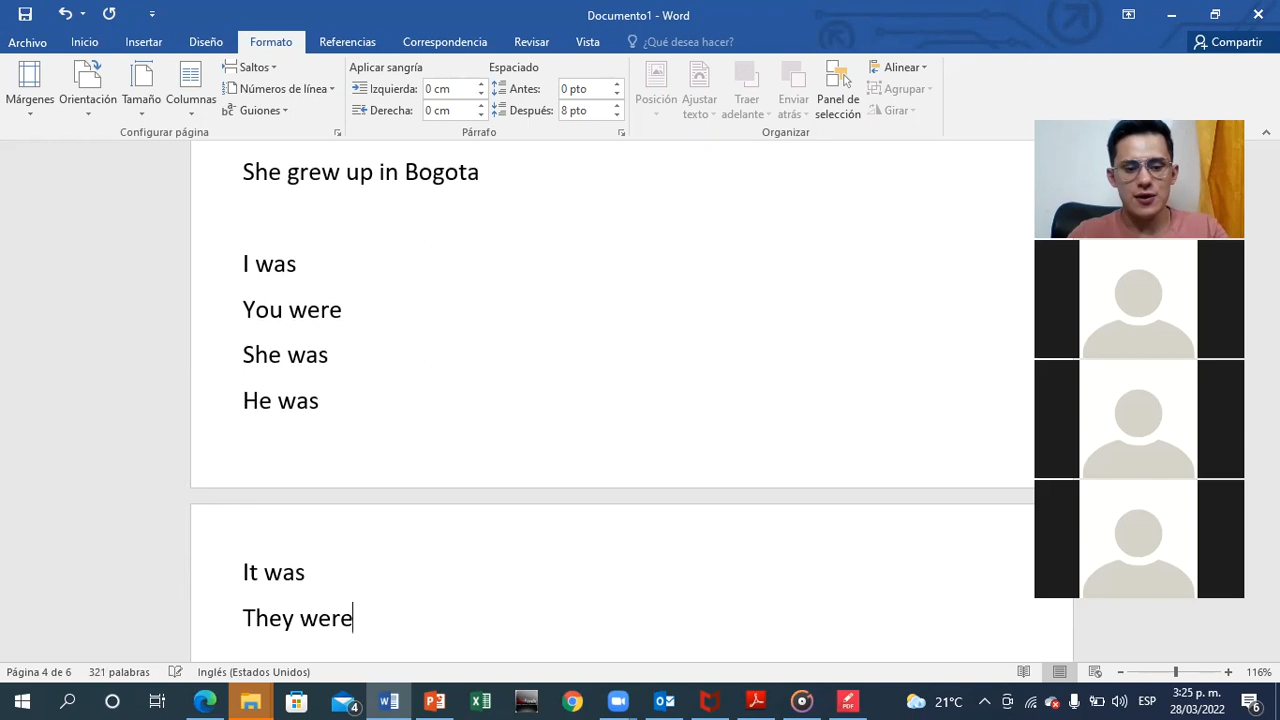 Documento1 - Word
Archivo Inicio Insertar Diseño Formato Referencias Correspondencia Revisar Vista ¿Qué desea hacer? Compartir
Márgenes Orientación Tamaño Columnas
Saltos
Números de línea
Guiones
Configurar página
Aplicar sangría Espaciado
Izquierda: 0 cm Antes: 0 pto
Derecha: 0 cm Después: 8 pto
Párrafo
Posición Ajustar texto Traer adelante Enviar atrás Panel de selección
Alinear
Agrupar
Girar
Organizar
She grew up in Bogota
I was
You were
She was
He was
It was
They were
Página 4 de 6 321 palabras Inglés (Estados Unidos) 116%
4 PDF 21°C ESP 3:25 p. m. 6
28/03/2022